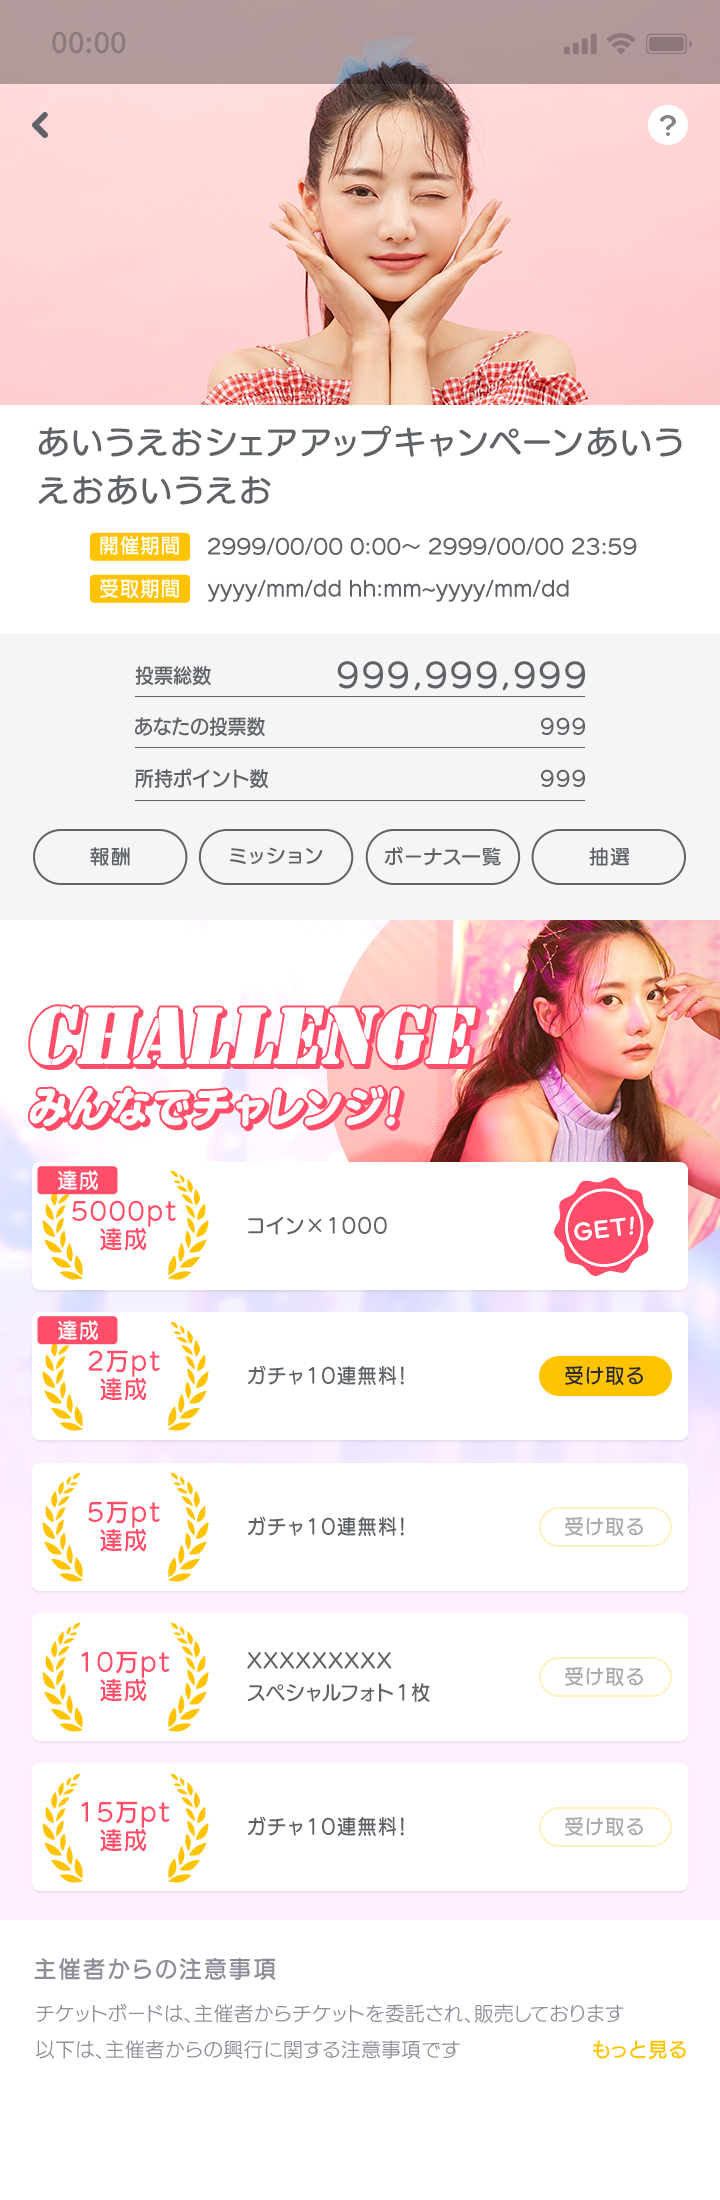 00:00
?
あいうえおシェアアップキャンペーンあいう
えおあいうえお
開催期間 2999/00/00 0:00〜 2999/00/00 23:59
受取期間 yyyy/mm/dd hh:mm~yyyy/mm/dd
投票総数 999,999,999
あなたの投票数 999
所持ポイント数 999
報酬 ミッション ボーナス一覧 抽選
CHALLENGE
みんなでチャレンジ!
達成
5000pt
達成
コイン×1000
GET!
達成
2万pt
達成
ガチャ10連無料!
受け取る
5万pt
達成
ガチャ10連無料!
受け取る
10万pt
達成
XXXXXXXXX
スペシャルフォト1枚
受け取る
15万pt
達成
ガチャ10連無料!
受け取る
主催者からの注意事項
チケットボードは、主催者からチケットを委託され、販売しております
以下は、主催者からの興行に関する注意事項です もっと見る